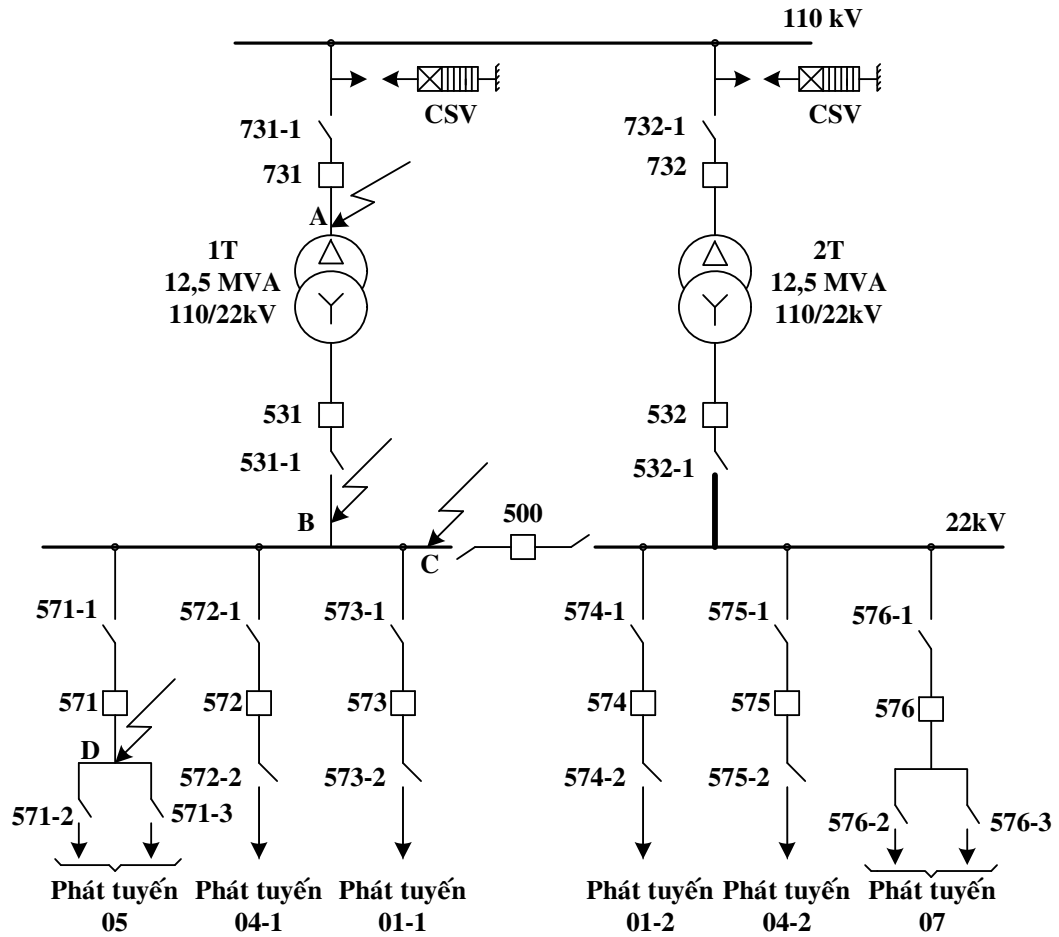 110 kV
CSV
CSV
731-1
732-1
731
732
A
1T
12,5 MVA
110/22kV
2T
12,5 MVA
110/22kV
531
532
531-1
532-1
B
500
22kV
C
571-1
572-1
573-1
574-1
575-1
576-1
571
572
573
574
575
576
D
572-2
573-2
574-2
575-2
571-2
571-3
576-2
576-3
Phát tuyến
05
Phát tuyến
04-1
Phát tuyến
01-1
Phát tuyến
01-2
Phát tuyến
04-2
Phát tuyến
07